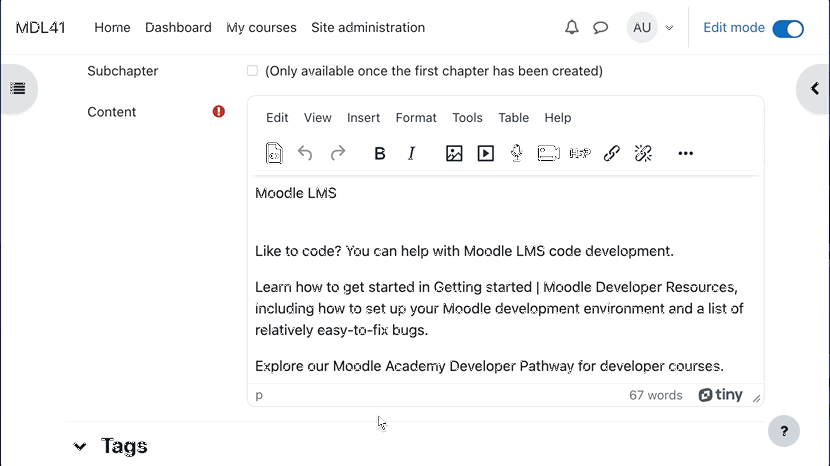 MDL41 Home Dashboard My courses Site administration AU Edit mode
Subchapter (Only available once the first chapter has been created)
Content
Edit View Insert Format Tools Table Help
B I H-P
Moodle LMS
Like to code? You can help with Moodle LMS code development.
Learn how to get started in Getting started | Moodle Developer Resources,
including how to set up your Moodle development environment and a list of
relatively easy-to-fix bugs.
Explore our Moodle Academy Developer Pathway for developer courses.
p 67 words tiny
?
Tags